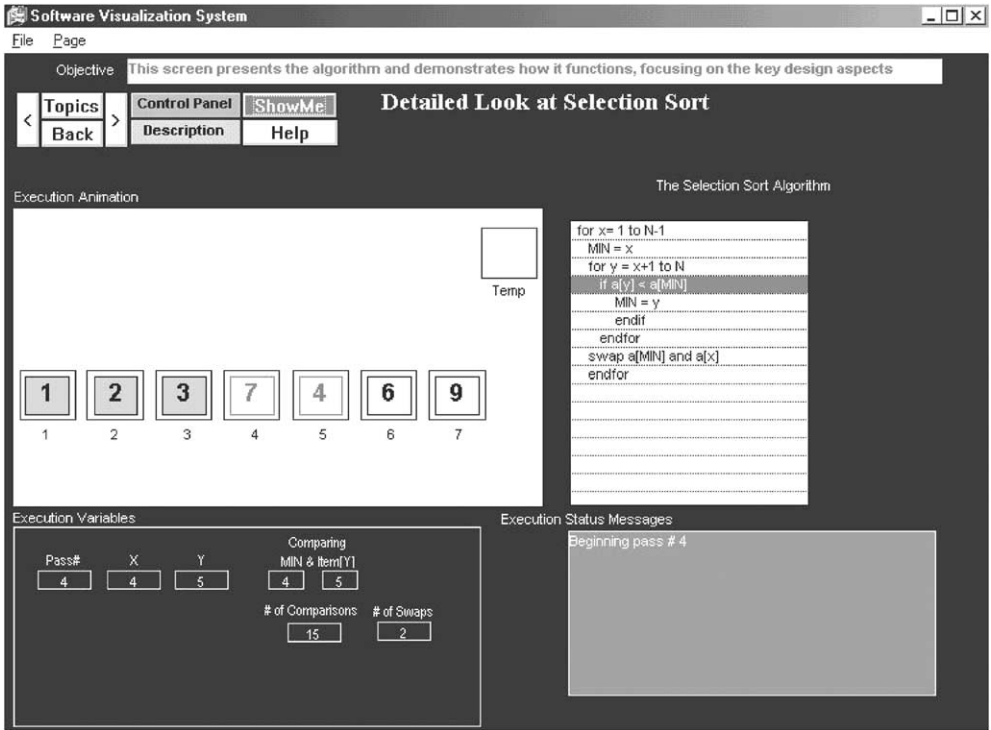 Software Visualization System
File Page
Objective This screen presents the algorithm and demonstrates how it functions, focusing on the key design aspects
< Topics > Control Panel ShowMe
Back Description Help
Detailed Look at Selection Sort
Execution Animation
Temp
1 2 3 7 4 6 9
1 2 3 4 5 6 7
The Selection Sort Algorithm
for x= 1 to N-1
MIN = x
for y = x+1 to N
if a[y] < a[MIN]
MIN = y
endif
endfor
swap a[MIN] and a[x]
endfor
Execution Variables
Comparing
Pass# X Y MIN & Item[Y]
4 4 5 4 5
# of Comparisons # of Swaps
15 2
Execution Status Messages
Beginning pass # 4